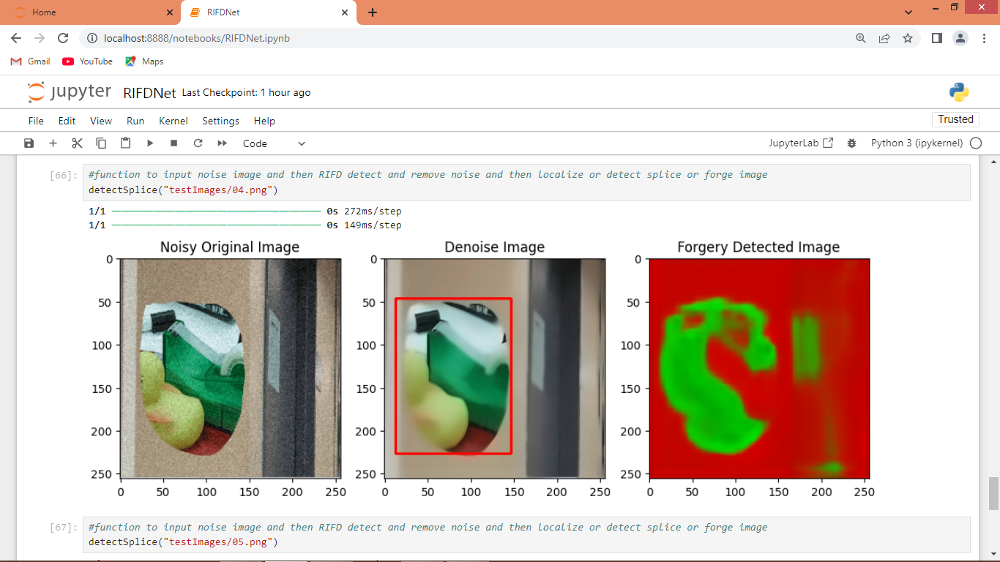 Home
RIFDNet
localhost:8888/notebooks/RIFDNet.ipynb
Gmail YouTube Maps
jupyter RIFDNet Last Checkpoint: 1 hour ago
File Edit View Run Kernel Settings Help
Trusted
Code
JupyterLab
Python 3 (ipykernel)
[66]: #function to input noise image and then RIFD detect and remove noise and then localize or detect splice or forge image
detectSplice("testImages/04.png")
1/1 0s 272ms/step
1/1 0s 149ms/step
Noisy Original Image
0
50
100
150
200
250
0 50 100 150 200 250
Denoise Image
0
50
100
150
200
250
0 50 100 150 200 250
Forgery Detected Image
0
50
100
150
200
250
0 50 100 150 200 250
[67]: #function to input noise image and then RIFD detect and remove noise and then localize or detect splice or forge image
detectSplice("testImages/05.png")